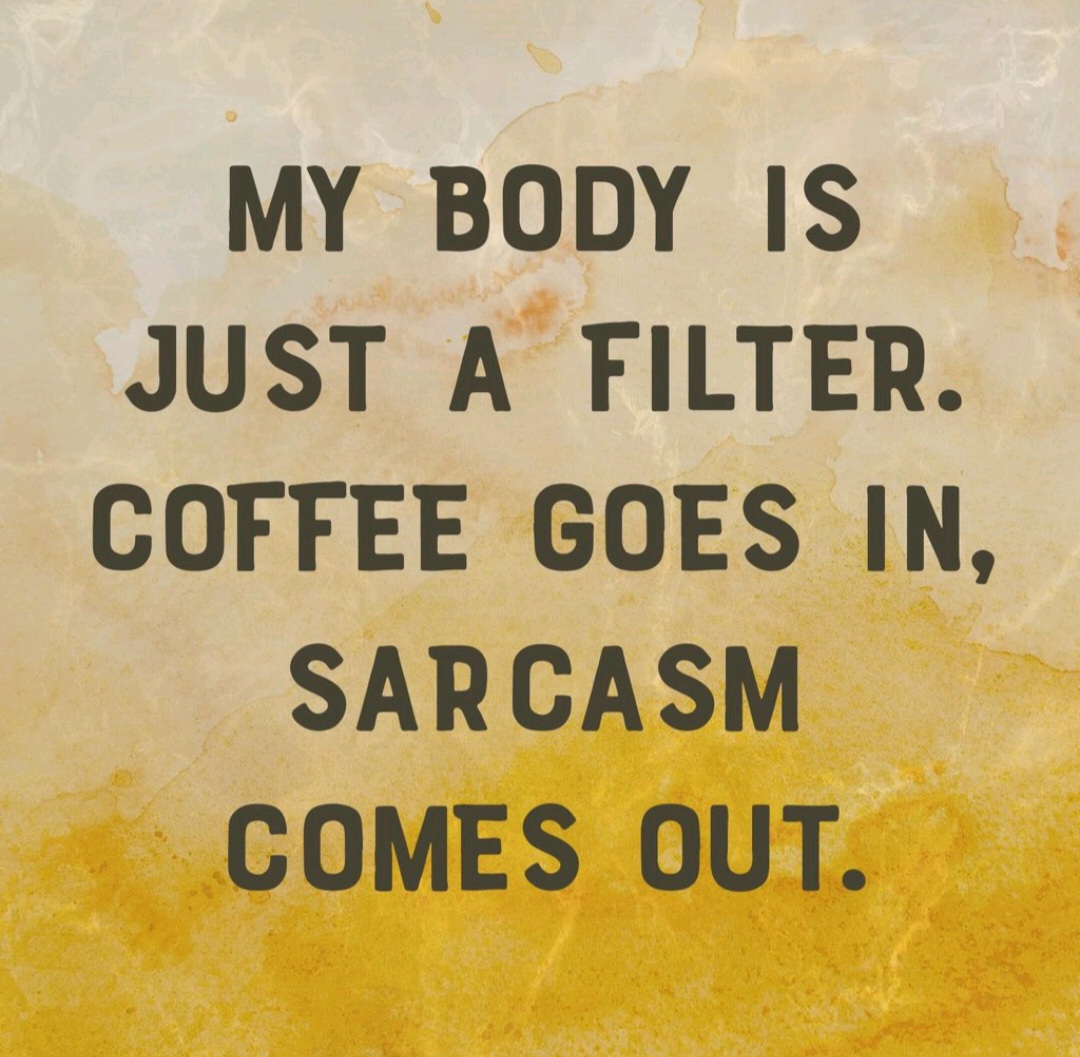 MY BODY IS
JUST A FILTER.
COFFEE GOES IN,
SARCASM
COMES OUT.